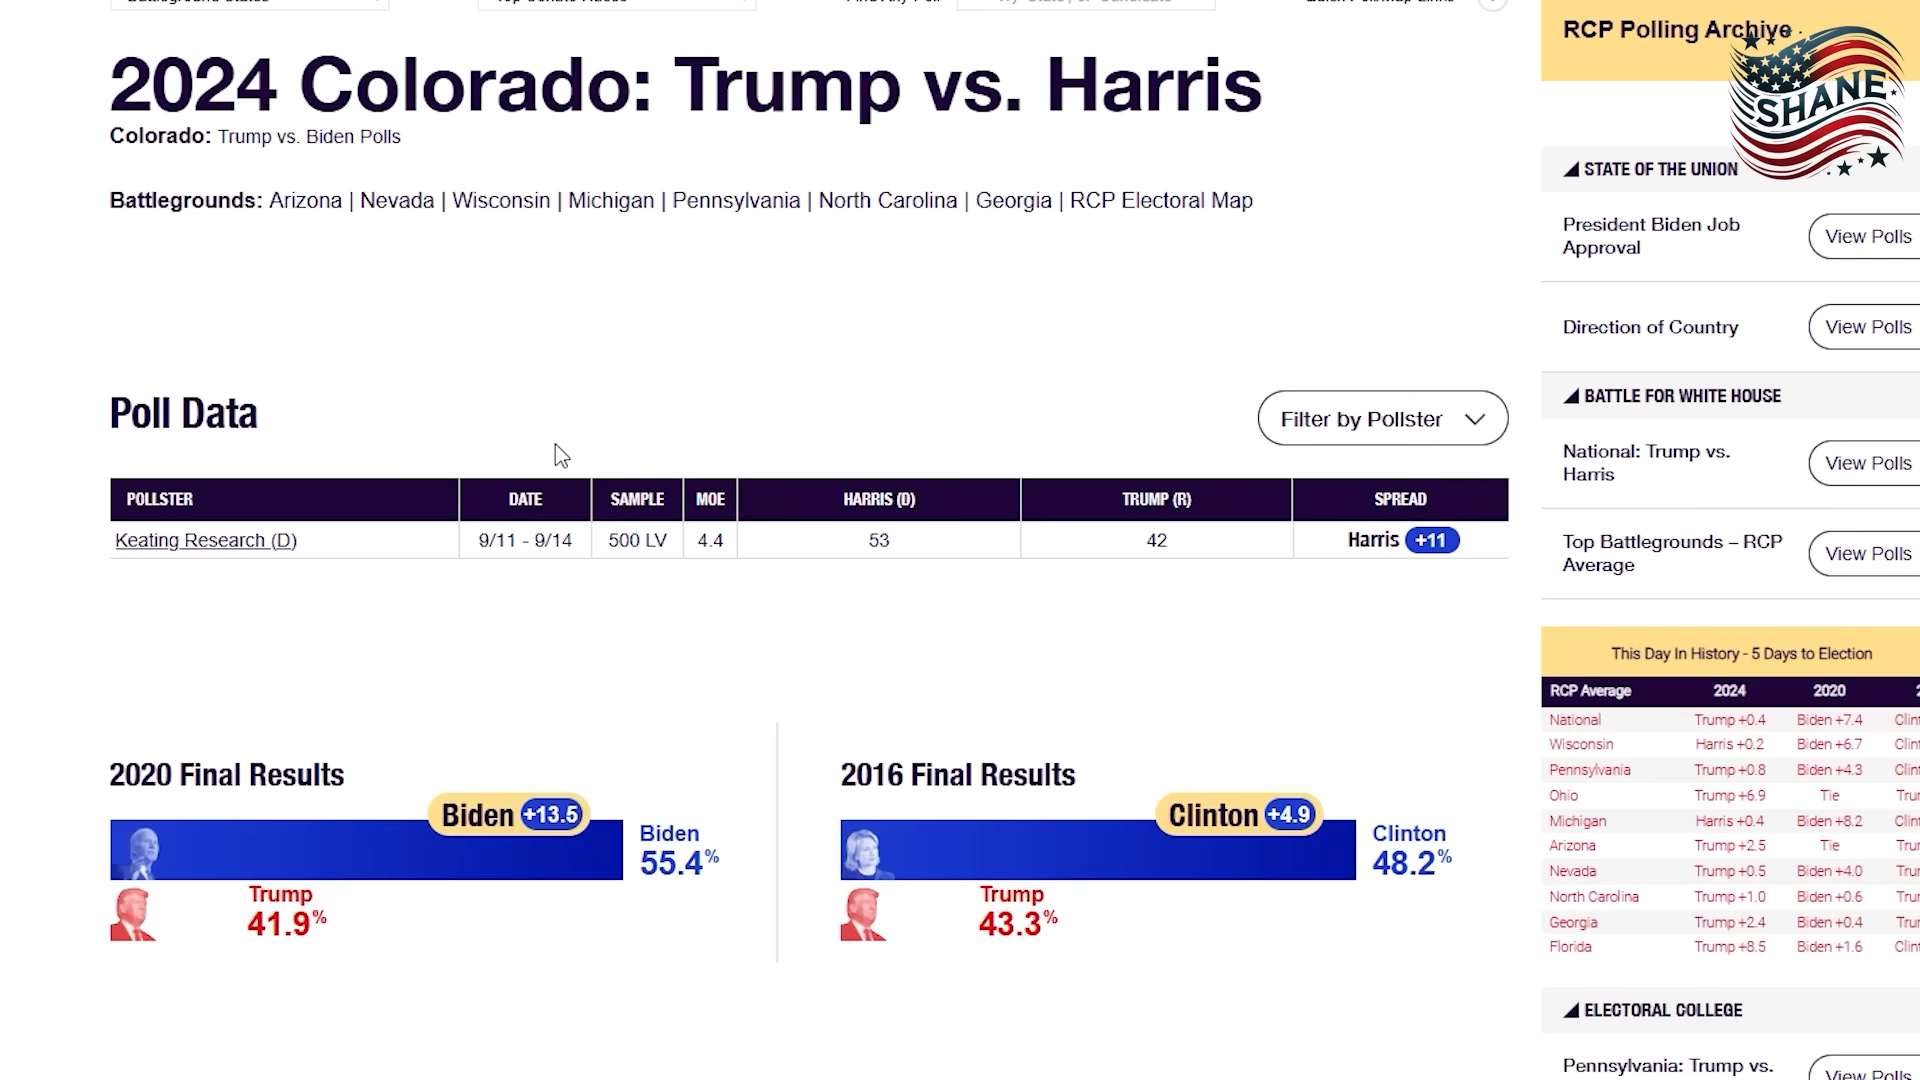 RCP Polling Archive
SHANE
2024 Colorado: Trump vs. Harris
Colorado: Trump vs. Biden Polls
Battlegrounds: Arizona | Nevada | Wisconsin | Michigan | Pennsylvania | North Carolina | Georgia | RCP Electoral Map
Poll Data
Filter by Pollster
POLLSTER DATE SAMPLE MOE HARRIS (D) TRUMP (R) SPREAD
Keating Research (D) 9/11 - 9/14 500 LV 4.4 53 42 Harris +11
2020 Final Results
Biden +13.5
Biden
55.4%
Trump
41.9%
2016 Final Results
Clinton +4.9
Clinton
48.2%
Trump
43.3%
STATE OF THE UNION
President Biden Job
Approval
View Polls
Direction of Country
View Polls
BATTLE FOR WHITE HOUSE
National: Trump vs.
Harris
View Polls
Top Battlegrounds – RCP
Average
View Polls
This Day In History - 5 Days to Election
RCP Average 2024 2020
National Trump +0.4 Biden +7.4
Wisconsin Harris +0.2 Biden +6.7
Pennsylvania Trump +0.8 Biden +4.3
Ohio Trump +6.9 Tie
Michigan Harris +0.4 Biden +8.2
Arizona Trump +2.5 Tie
Nevada Trump +0.5 Biden +4.0
North Carolina Trump +1.0 Biden +0.6
Georgia Trump +2.4 Biden +0.4
Florida Trump +8.5 Biden +1.6
ELECTORAL COLLEGE
Pennsylvania: Trump vs.
View Polls